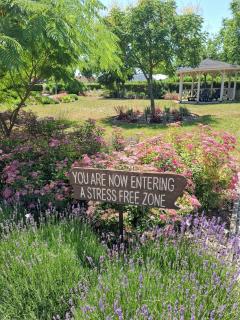 YOU ARE NOW ENTERING
A STRESS FREE ZONE